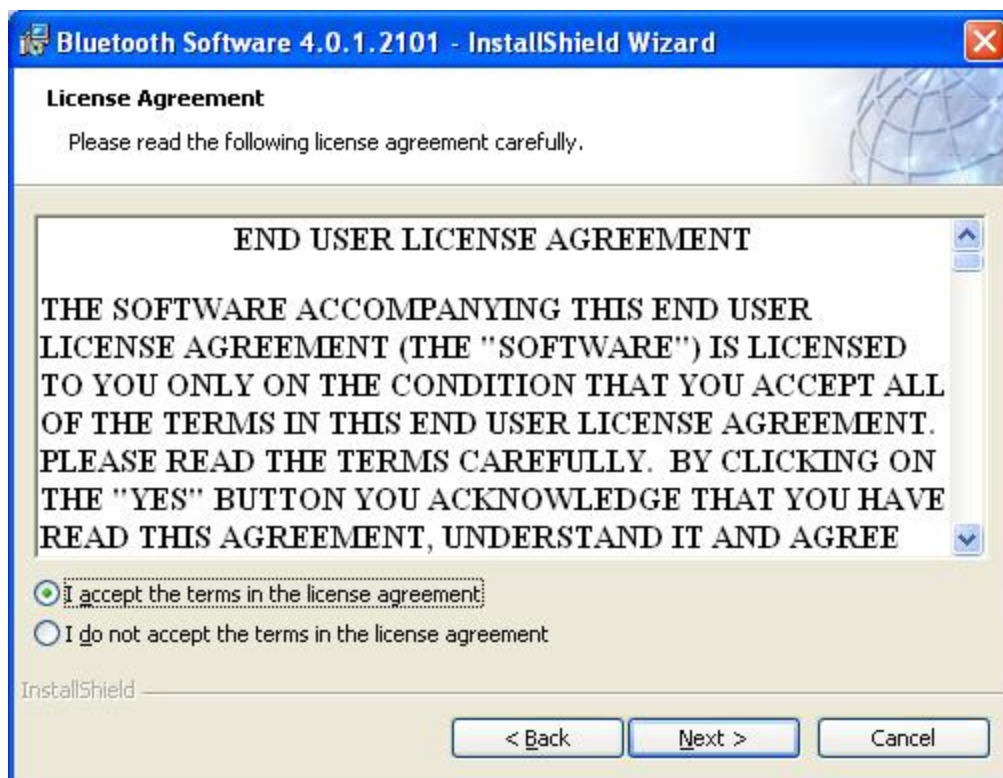 Bluetooth Software 4.0.1.2101 - InstallShield Wizard
License Agreement
Please read the following license agreement carefully.
END USER LICENSE AGREEMENT
THE SOFTWARE ACCOMPANYING THIS END USER
LICENSE AGREEMENT (THE "SOFTWARE") IS LICENSED
TO YOU ONLY ON THE CONDITION THAT YOU ACCEPT ALL
OF THE TERMS IN THIS END USER LICENSE AGREEMENT.
PLEASE READ THE TERMS CAREFULLY.  BY CLICKING ON
THE "YES" BUTTON YOU ACKNOWLEDGE THAT YOU HAVE
READ THIS AGREEMENT, UNDERSTAND IT AND AGREE
I accept the terms in the license agreement
I do not accept the terms in the license agreement
InstallShield
< Back
Next >
Cancel